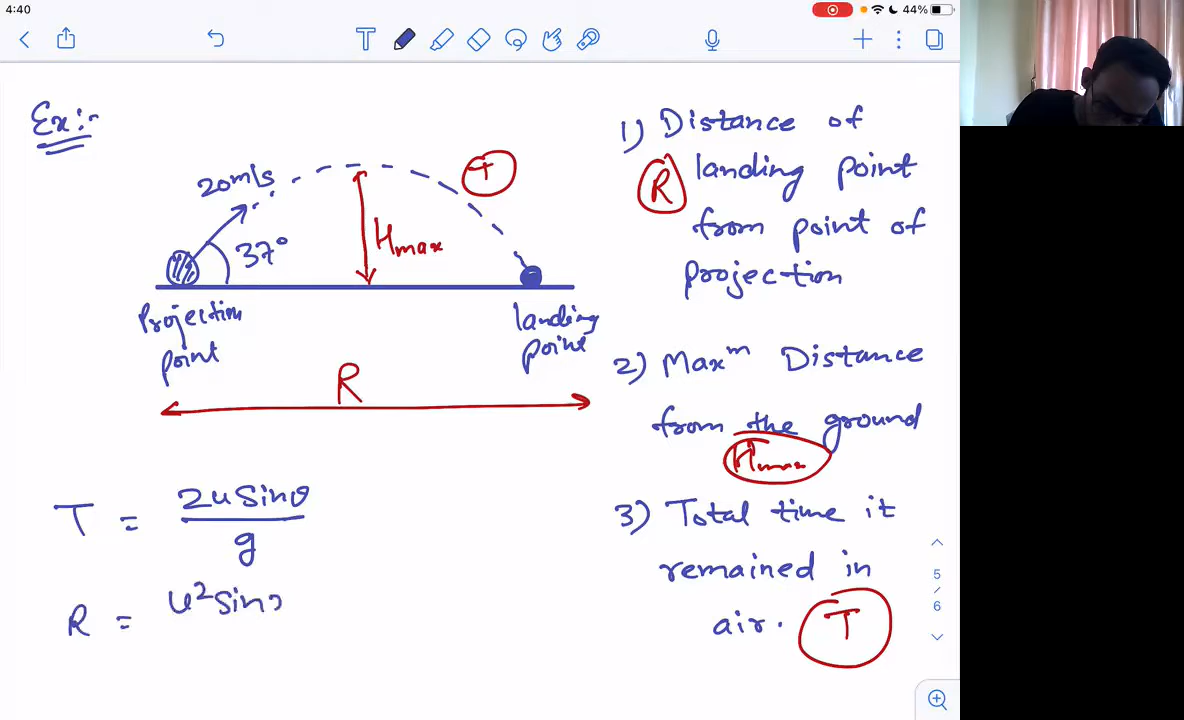 4:40
44%
T
Ex:-
20m/s
37°
Hmax
T
Projection
point
landing
point
R
T = 2u Sinθ / g
R = u² sin2
1) Distance of
landing point
R
from point of
projection
2) Maxᵐ Distance
from the ground
Hmax
3) Total time it
remained in
air. T
5
/
6